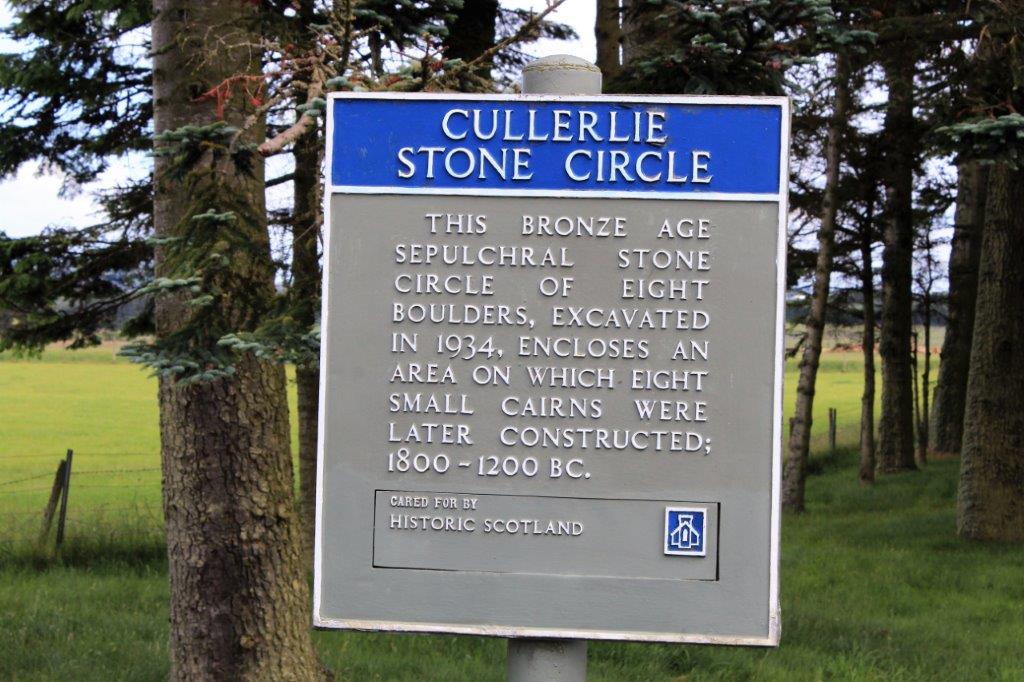 CULLERLIE
STONE CIRCLE
THIS BRONZE AGE
SEPULCHRAL STONE
CIRCLE OF EIGHT
BOULDERS, EXCAVATED
IN 1934, ENCLOSES AN
AREA ON WHICH EIGHT
SMALL CAIRNS WERE
LATER CONSTRUCTED;
1800 - 1200 BC.
CARED FOR BY
HISTORIC SCOTLAND